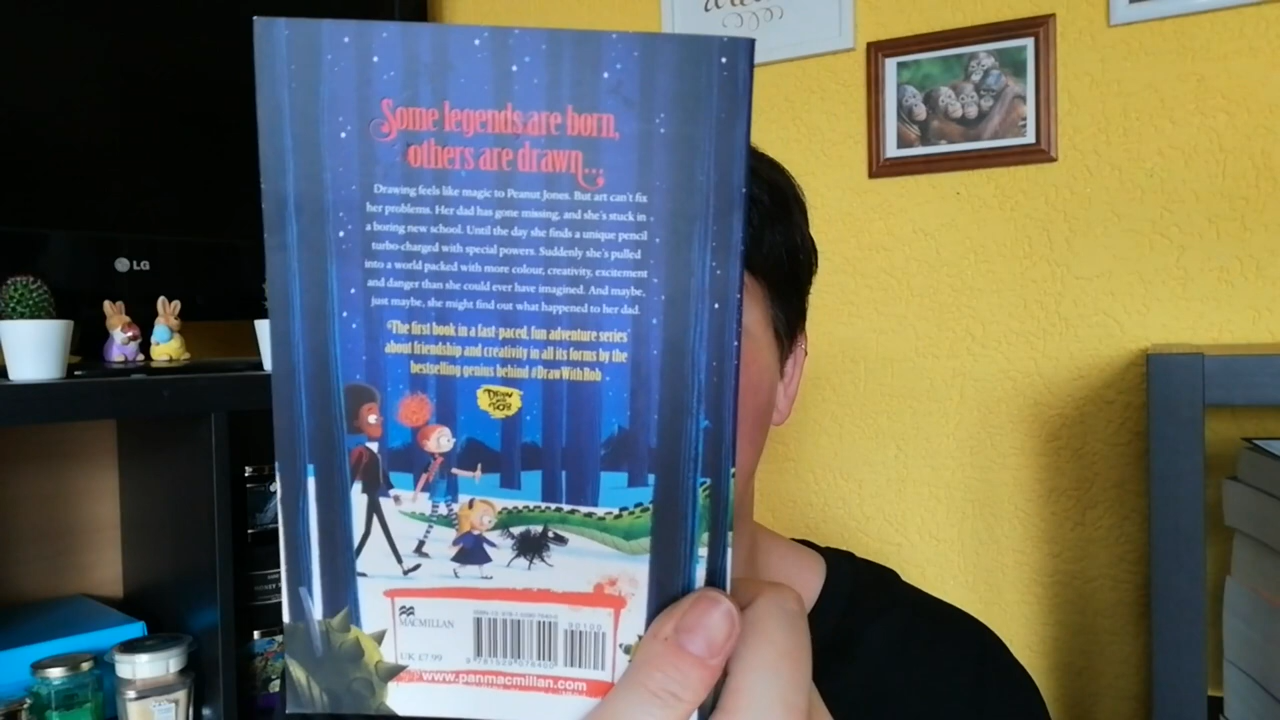 Some legends are born,
others are drawn...
Drawing feels like magic to Peanut Jones. But art can't fix
her problems. Her dad has gone missing, and she's stuck in
a boring new school. Until the day she finds a unique pencil
turbo-charged with special powers. Suddenly she's pulled
into a world packed with more colour, creativity, excitement
and danger than she could ever have imagined. And maybe,
just maybe, she might find out what happened to her dad.
The first book in a fast-paced, fun adventure series
about friendship and creativity in all its forms by the
bestselling genius behind #DrawWithRob
LG
MACMILLAN
90100
UK £7.99
9 781529 078400
www.panmacmillan.com